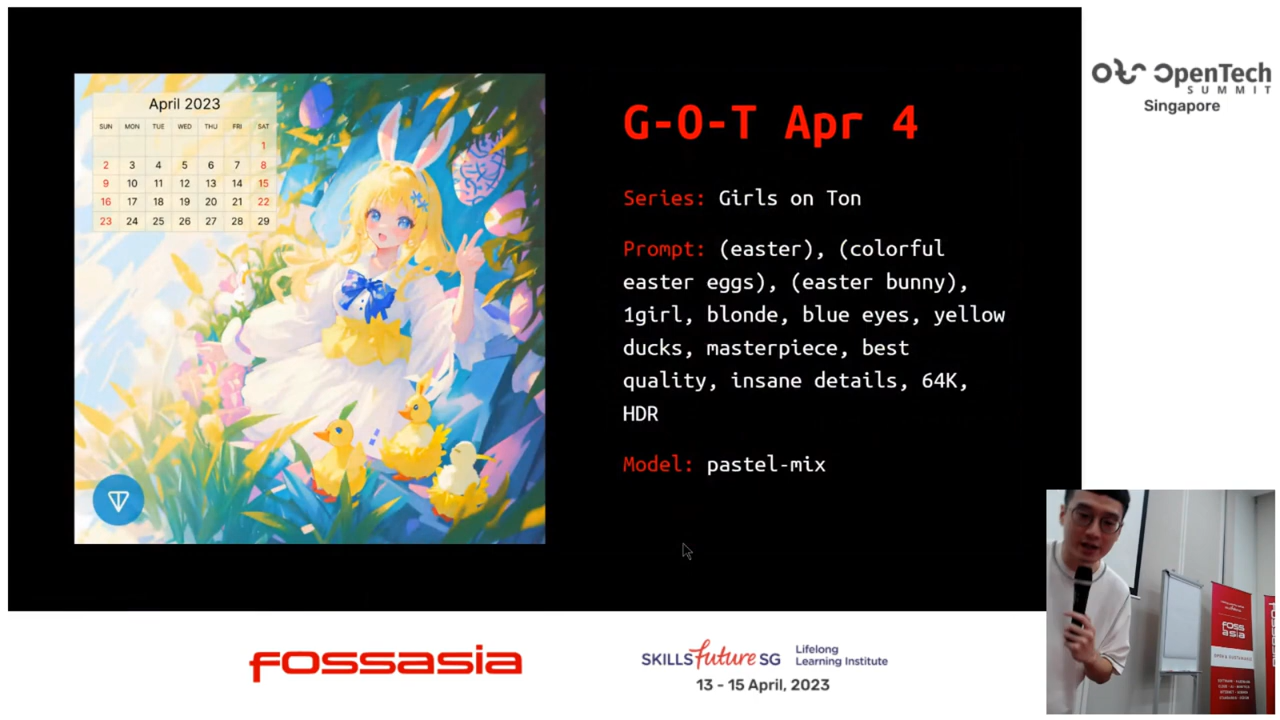 April 2023
SUN MON TUE WED THU FRI SAT
1
2 3 4 5 6 7 8
9 10 11 12 13 14 15
16 17 18 19 20 21 22
23 24 25 26 27 28 29
G-O-T Apr 4
Series: Girls on Ton
Prompt: (easter), (colorful
easter eggs), (easter bunny),
1girl, blonde, blue eyes, yellow
ducks, masterpiece, best
quality, insane details, 64K,
HDR
Model: pastel-mix
OpenTech
SUMMIT
Singapore
FOSS
ASIA
fossasia
SKILLSfuture SG
Lifelong
Learning Institute
13 - 15 April, 2023